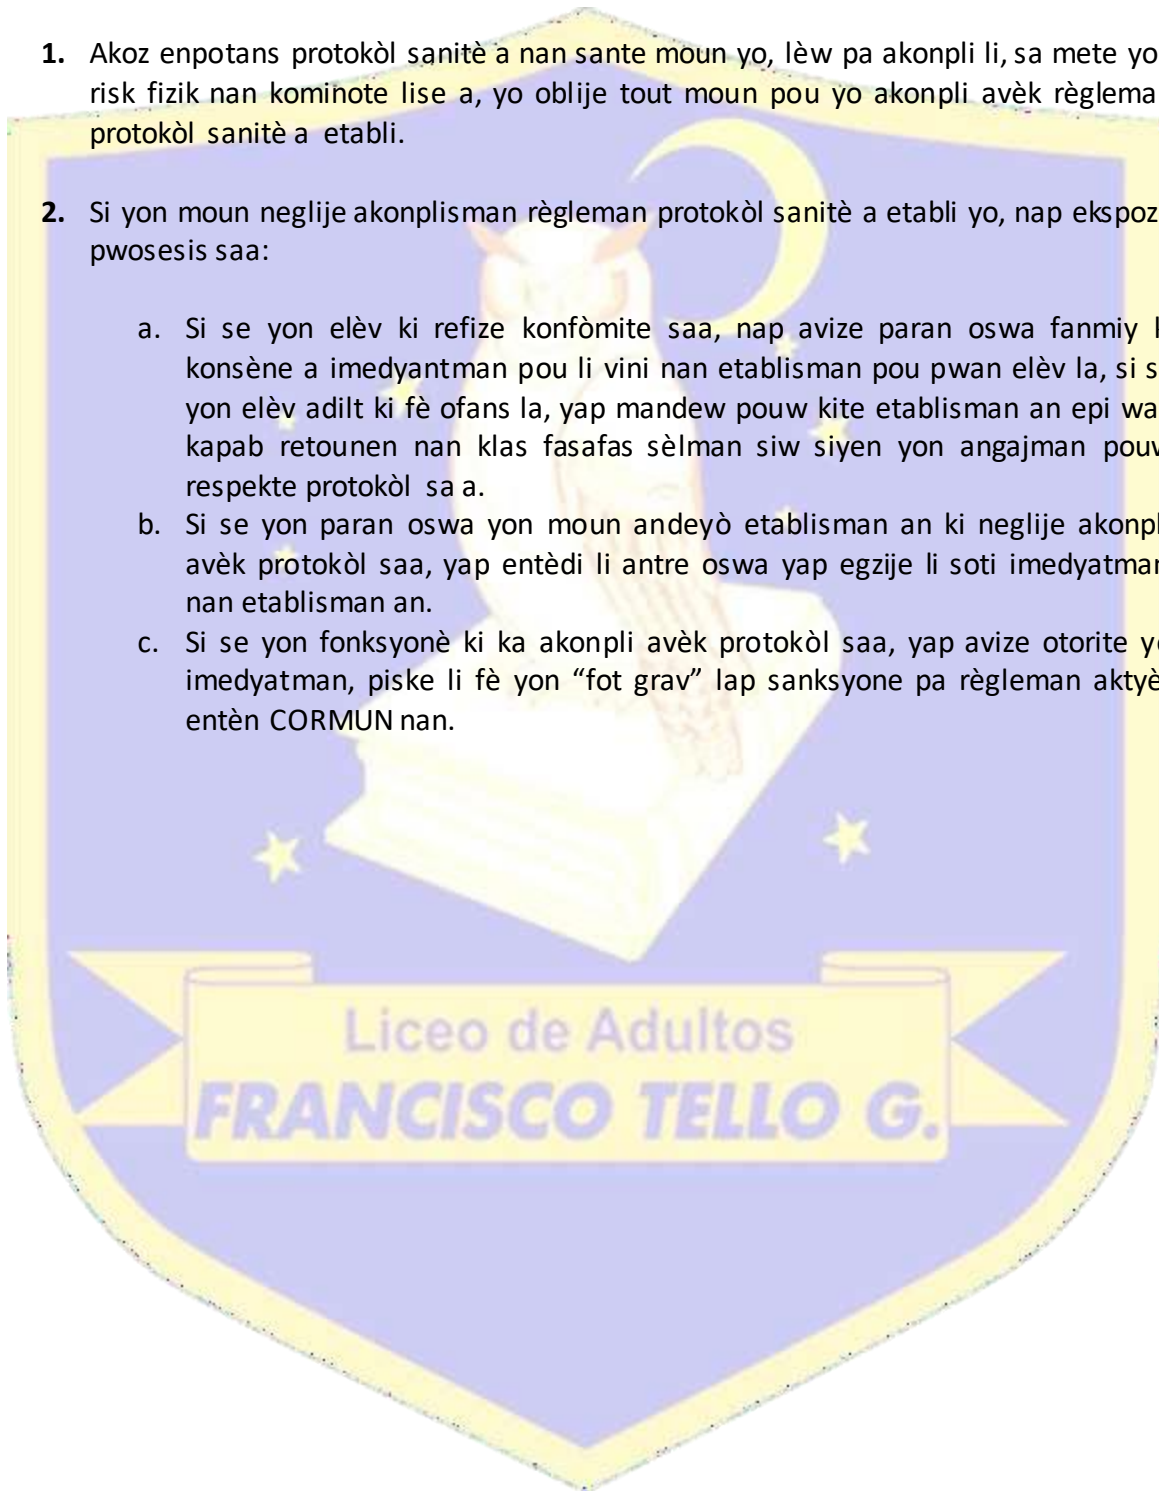 1. Akoz enpotans protokòl sanitè a nan sante moun yo, lèw pa akonpli li, sa mete yo
risk fizik nan kominote lise a, yo oblije tout moun pou yo akonpli avèk règlema
protokòl sanitè a etabli.
2. Si yon moun neglije akonplisman règleman protokòl sanitè a etabli yo, nap ekspoz
pwosesis saa:
a. Si se yon elèv ki refize konfòmite saa, nap avize paran oswa fanmiy
konsène a imedyantman pou li vini nan etablisman pou pwan elèv la, si
yon elèv adilt ki fè ofans la, yap mandew pouw kite etablisman an epi wa
kapab retounen nan klas fasafas sèlman siw siyen yon angajman pouw
respekte protokòl sa a.
b. Si se yon paran oswa yon moun andeyò etablisman an ki neglije akonpl
avèk protokòl saa, yap entèdi li antre oswa yap egzije li soti imedyatman
nan etablisman an.
c. Si se yon fonksyonè ki ka akonpli avèk protokòl saa, yap avize otorite
imedyatman, piske li fè yon “fot grav” lap sanksyone pa règleman aktyè
entèn CORMUN nan.
Liceo de Adultos
FRANCISCO TELLO G.